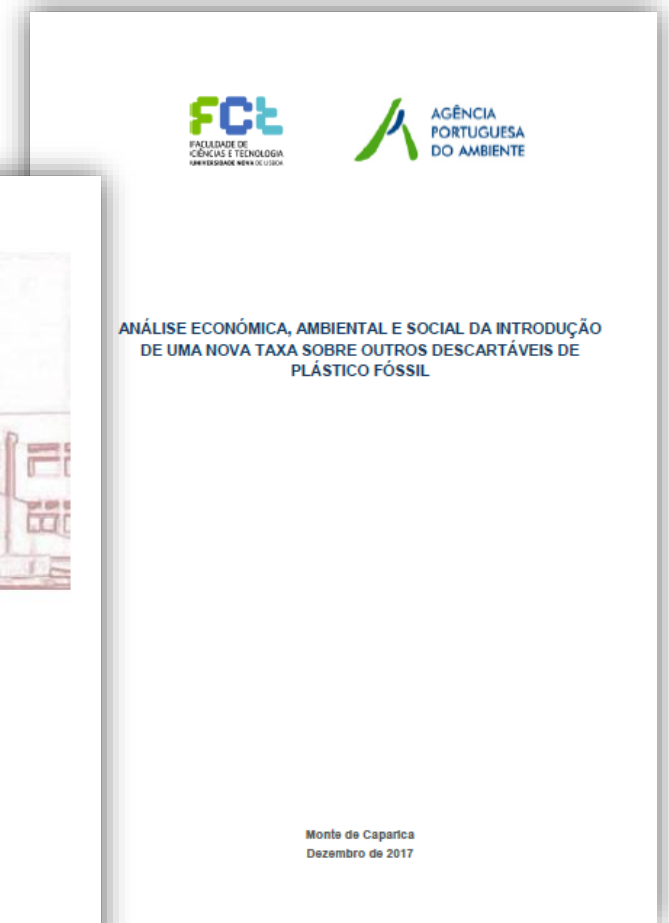 FCt
FACULDADE DE
CIÊNCIAS E TECNOLOGIA
UNIVERSIDADE NOVA DE LISBOA
AGÊNCIA
PORTUGUESA
DO AMBIENTE
ANÁLISE ECONÓMICA, AMBIENTAL E SOCIAL DA INTRODUÇÃO
DE UMA NOVA TAXA SOBRE OUTROS DESCARTÁVEIS DE
PLÁSTICO FÓSSIL
Monte de Caparica
Dezembro de 2017